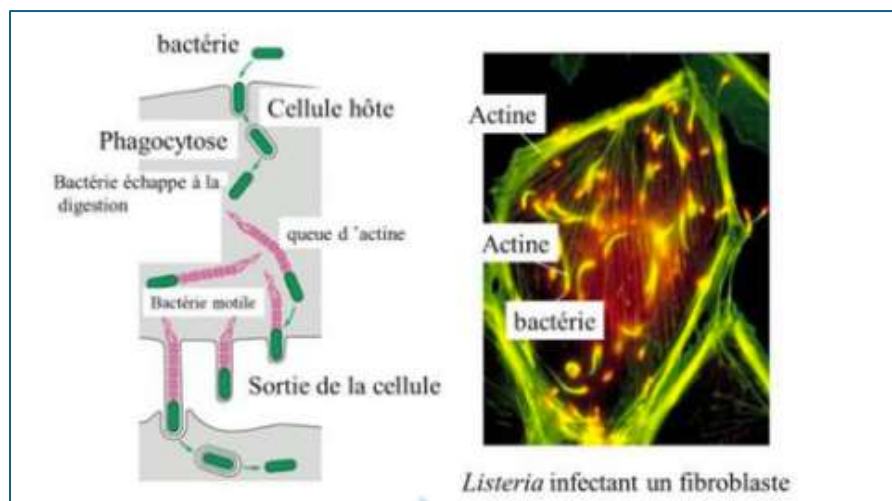 bactérie
Cellule hôte
Phagocytose
Bactérie échappe à la
digestion
queue d ’actine
Bactérie motile
Sortie de la cellule
Actine
Actine
bactérie
Listeria infectant un fibroblaste